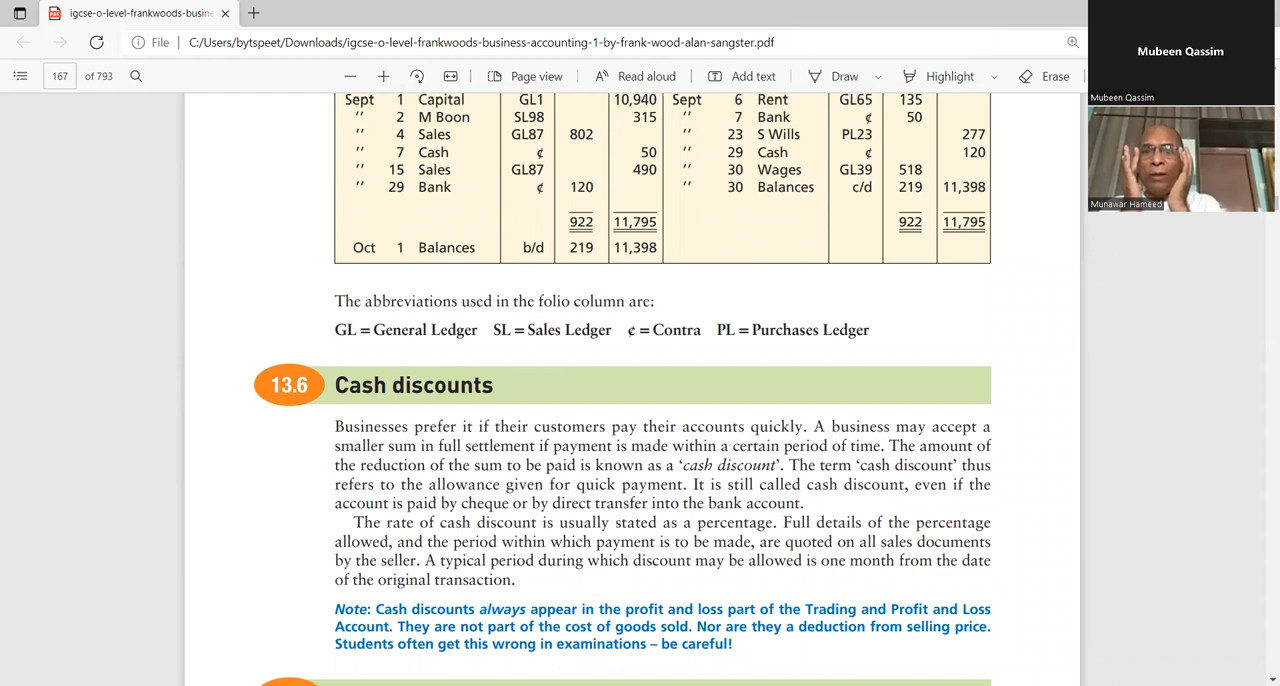 igcse-o-level-frankwoods-busin
File C:/Users/bytspeet/Downloads/igcse-o-level-frankwoods-business-accounting-1-by-frank-wood-alan-sangster.pdf
167 of 793 Page view Read aloud Add text Draw Highlight Erase
Mubeen Qassim
Mubeen Qassim
Munawar Hameed
Sept 1 Capital GL1 10,940 Sept 6 Rent GL65 135
″ 2 M Boon SL98 315 ″ 7 Bank ¢ 50
″ 4 Sales GL87 802 ″ 23 S Wills PL23 277
″ 7 Cash ¢ 50 ″ 29 Cash ¢ 120
″ 15 Sales GL87 490 ″ 30 Wages GL39 518
″ 29 Bank ¢ 120 ″ 30 Balances c/d 219 11,398
922 11,795 922 11,795
Oct 1 Balances b/d 219 11,398
The abbreviations used in the folio column are:
GL = General Ledger SL = Sales Ledger ¢ = Contra PL = Purchases Ledger
13.6 Cash discounts
Businesses prefer it if their customers pay their accounts quickly. A business may accept a
smaller sum in full settlement if payment is made within a certain period of time. The amount of
the reduction of the sum to be paid is known as a ‘cash discount’. The term ‘cash discount’ thus
refers to the allowance given for quick payment. It is still called cash discount, even if the
account is paid by cheque or by direct transfer into the bank account.
The rate of cash discount is usually stated as a percentage. Full details of the percentage
allowed, and the period within which payment is to be made, are quoted on all sales documents
by the seller. A typical period during which discount may be allowed is one month from the date
of the original transaction.
Note: Cash discounts always appear in the profit and loss part of the Trading and Profit and Loss
Account. They are not part of the cost of goods sold. Nor are they a deduction from selling price.
Students often get this wrong in examinations – be careful!